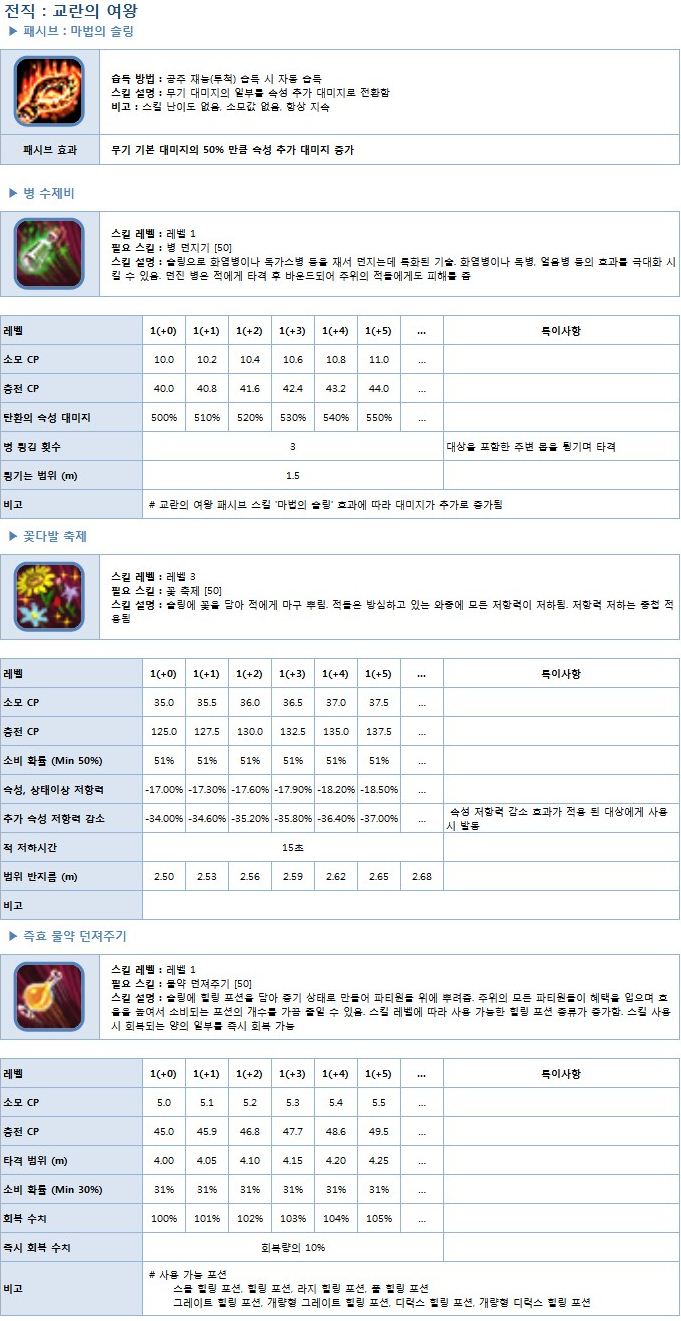 전직 : 교란의 여왕
▶ 패시브 : 마법의 슬링
습득 방법 : 공주 재능(투척) 습득 시 자동 습득
스킬 설명 : 무기 대미지의 일부를 속성 추가 대미지로 전환함
비고 : 스킬 난이도 없음, 소모값 없음, 항상 지속
패시브 효과 무기 기본 대미지의 50% 만큼 속성 추가 대미지 증가
▶ 병 수제비
스킬 레벨 : 레벨 1
필요 스킬 : 병 던지기 [50]
스킬 설명 : 슬링으로 화염병이나 독가스병 등을 재서 던지는데 특화된 기술. 화염병이나 독병, 얼음병 등의 효과를 극대화 시
킬 수 있음. 던진 병은 적에게 타격 후 바운드되어 주위의 적들에게도 피해를 줌
레벨 1(+0) 1(+1) 1(+2) 1(+3) 1(+4) 1(+5) ... 특이사항
소모 CP 10.0 10.2 10.4 10.6 10.8 11.0 ...
충전 CP 40.0 40.8 41.6 42.4 43.2 44.0 ...
탄환의 속성 대미지 500% 510% 520% 530% 540% 550% ...
병 튕김 횟수 3 대상을 포함한 주변 몹을 튕기며 타격
튕기는 범위 (m) 1.5
비고 # 교란의 여왕 패시브 스킬 '마법의 슬링' 효과에 따라 대미지가 추가로 증가됨
▶ 꽃다발 축제
스킬 레벨 : 레벨 3
필요 스킬 : 꽃 축제 [50]
스킬 설명 : 슬링에 꽃을 담아 적에게 마구 뿌림. 적들은 방심하고 있는 와중에 모든 저항력이 저하됨. 저항력 저하는 중첩 적
용됨
레벨 1(+0) 1(+1) 1(+2) 1(+3) 1(+4) 1(+5) ... 특이사항
소모 CP 35.0 35.5 36.0 36.5 37.0 37.5 ...
충전 CP 125.0 127.5 130.0 132.5 135.0 137.5 ...
소비 확률 (Min 50%) 51% 51% 51% 51% 51% 51% ...
속성, 상태이상 저항력 -17.00% -17.30% -17.60% -17.90% -18.20% -18.50% ...
추가 속성 저항력 감소 -34.00% -34.60% -35.20% -35.80% -36.40% -37.00% ... 속성 저항력 감소 효과가 적용 된 대상에게 사용
시 발동
적 저하시간 15초
범위 반지름 (m) 2.50 2.53 2.56 2.59 2.62 2.65 2.68
비고
▶ 즉효 물약 던져주기
스킬 레벨 : 레벨 1
필요 스킬 : 물약 던져주기 [50]
스킬 설명 : 슬링에 힐링 포션을 담아 증기 상태로 만들어 파티원들 위에 뿌려줌. 주위의 모든 파티원들이 혜택을 입으며 효
율을 높여서 소비되는 포션의 개수를 가끔 줄일 수 있음. 스킬 레벨에 따라 사용 가능한 힐링 포션 종류가 증가함. 스킬 사용
시 회복되는 양의 일부를 즉시 회복 가능
레벨 1(+0) 1(+1) 1(+2) 1(+3) 1(+4) 1(+5) ... 특이사항
소모 CP 5.0 5.1 5.2 5.3 5.4 5.5 ...
충전 CP 45.0 45.9 46.8 47.7 48.6 49.5 ...
타격 범위 (m) 4.00 4.05 4.10 4.15 4.20 4.25 ...
소비 확률 (Min 30%) 31% 31% 31% 31% 31% 31% ...
회복 수치 100% 101% 102% 103% 104% 105% ...
즉시 회복 수치 회복량의 10%
비고 # 사용 가능 포션
스몰 힐링 포션, 힐링 포션, 라지 힐링 포션, 풀 힐링 포션
그레이트 힐링 포션, 개량형 그레이트 힐링 포션, 디럭스 힐링 포션, 개량형 디럭스 힐링 포션